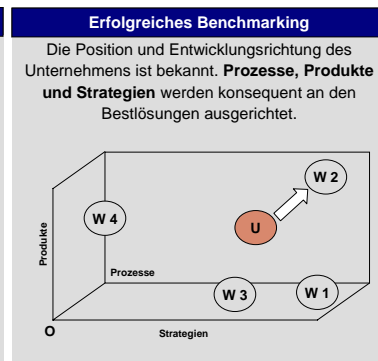 Erfolgreiches Benchmarking
Die Position und Entwicklungsrichtung des
Unternehmens ist bekannt. Prozesse, Produkte
und Strategien werden konsequent an den
Bestlösungen ausgerichtet.
W 2
W 4
U
Produkte
Prozesse
W 3
W 1
O
Strategien